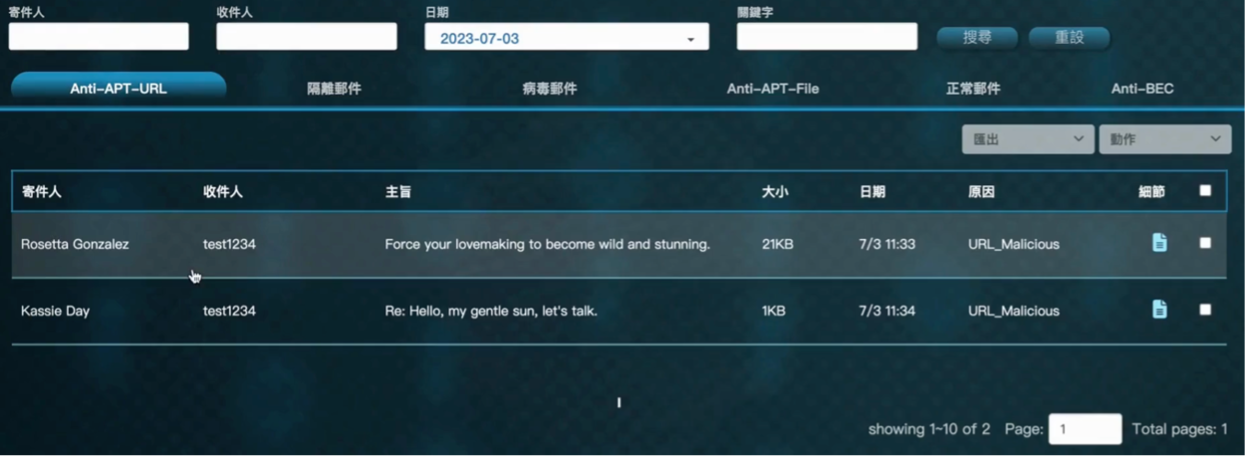 寄件人 收件人 日期 關鍵字
2023-07-03 搜尋 重設
Anti-APT-URL 隔離郵件 病毒郵件 Anti-APT-File 正常郵件 Anti-BEC
匯出 動作
寄件人 收件人 主旨 大小 日期 原因 細節
Rosetta Gonzalez test1234 Force your lovemaking to become wild and stunning. 21KB 7/3 11:33 URL_Malicious
Kassie Day test1234 Re: Hello, my gentle sun, let's talk. 1KB 7/3 11:34 URL_Malicious
showing 1~10 of 2 Page: 1 Total pages: 1